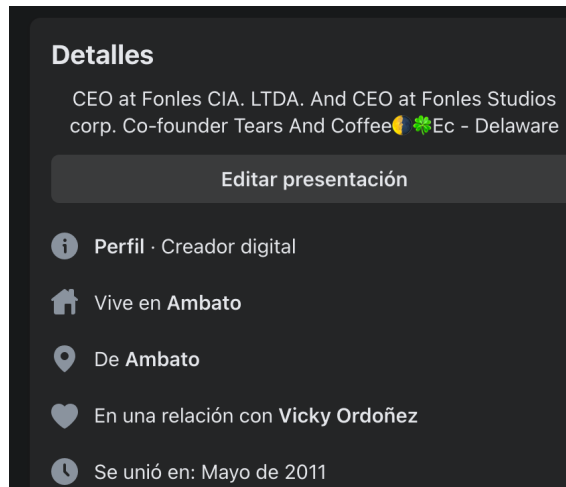 Detalles
CEO at Fonles CIA. LTDA. And CEO at Fonles Studios
corp. Co-founder Tears And Coffee🌗🍀Ec - Delaware
Editar presentación
Perfil · Creador digital
Vive en Ambato
De Ambato
En una relación con Vicky Ordoñez
Se unió en: Mayo de 2011